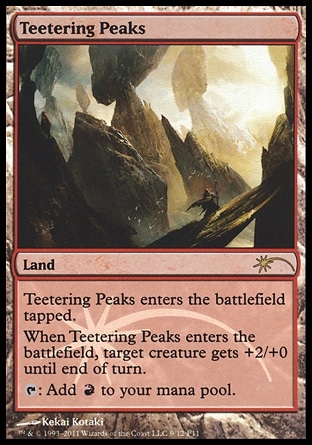 Teetering Peaks
Land
Teetering Peaks enters the battlefield
tapped.
When Teetering Peaks enters the
battlefield, target creature gets +2/+0
until end of turn.
: Add to your mana pool.
Kekai Kotaki
™ & © 1993-2011 Wizards of the Coast LLC 9/12 P11